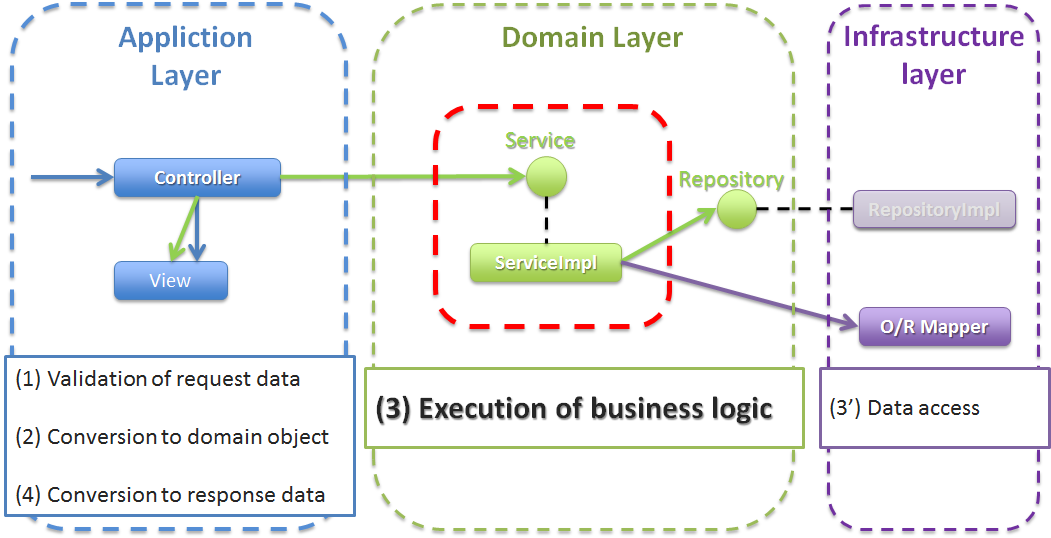 Appliction
Layer
Domain Layer
Infrastructure
layer
Service
Controller
Repository
RepositoryImpl
ServiceImpl
View
O/R Mapper
(1) Validation of request data
(2) Conversion to domain object
(4) Conversion to response data
(3) Execution of business logic
(3’) Data access